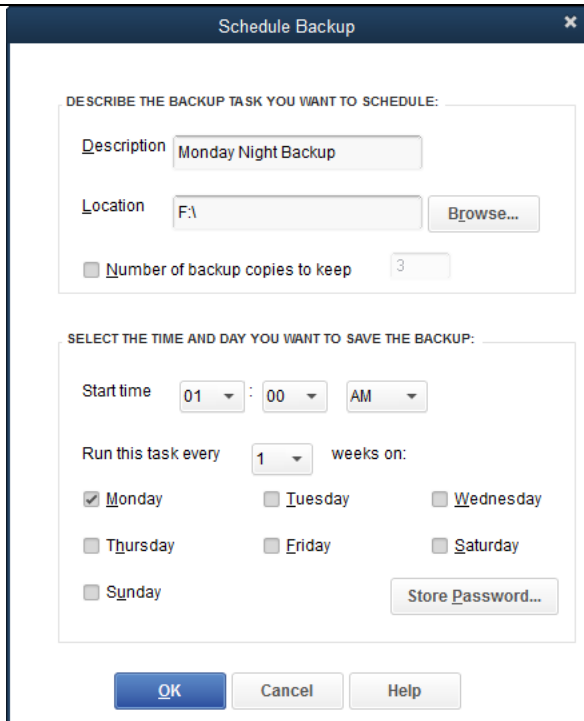 Schedule Backup
DESCRIBE THE BACKUP TASK YOU WANT TO SCHEDULE:
Description Monday Night Backup
Location F:\ Browse...
Number of backup copies to keep 3
SELECT THE TIME AND DAY YOU WANT TO SAVE THE BACKUP:
Start time 01 : 00 AM
Run this task every 1 weeks on:
Monday Tuesday Wednesday
Thursday Friday Saturday
Sunday Store Password...
OK Cancel Help